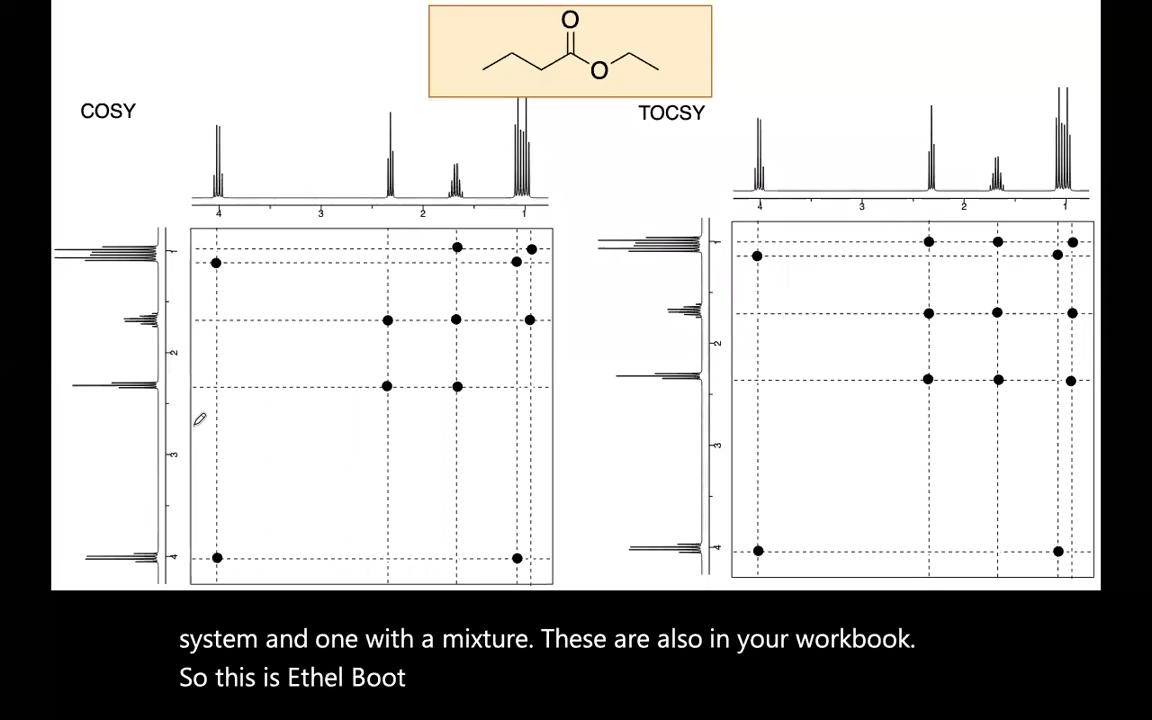 O
O
COSY
TOCSY
4 3 2 1
4 3 2 1
1
2
3
4
1
2
3
4
system and one with a mixture. These are also in your workbook.
So this is Ethel Boot